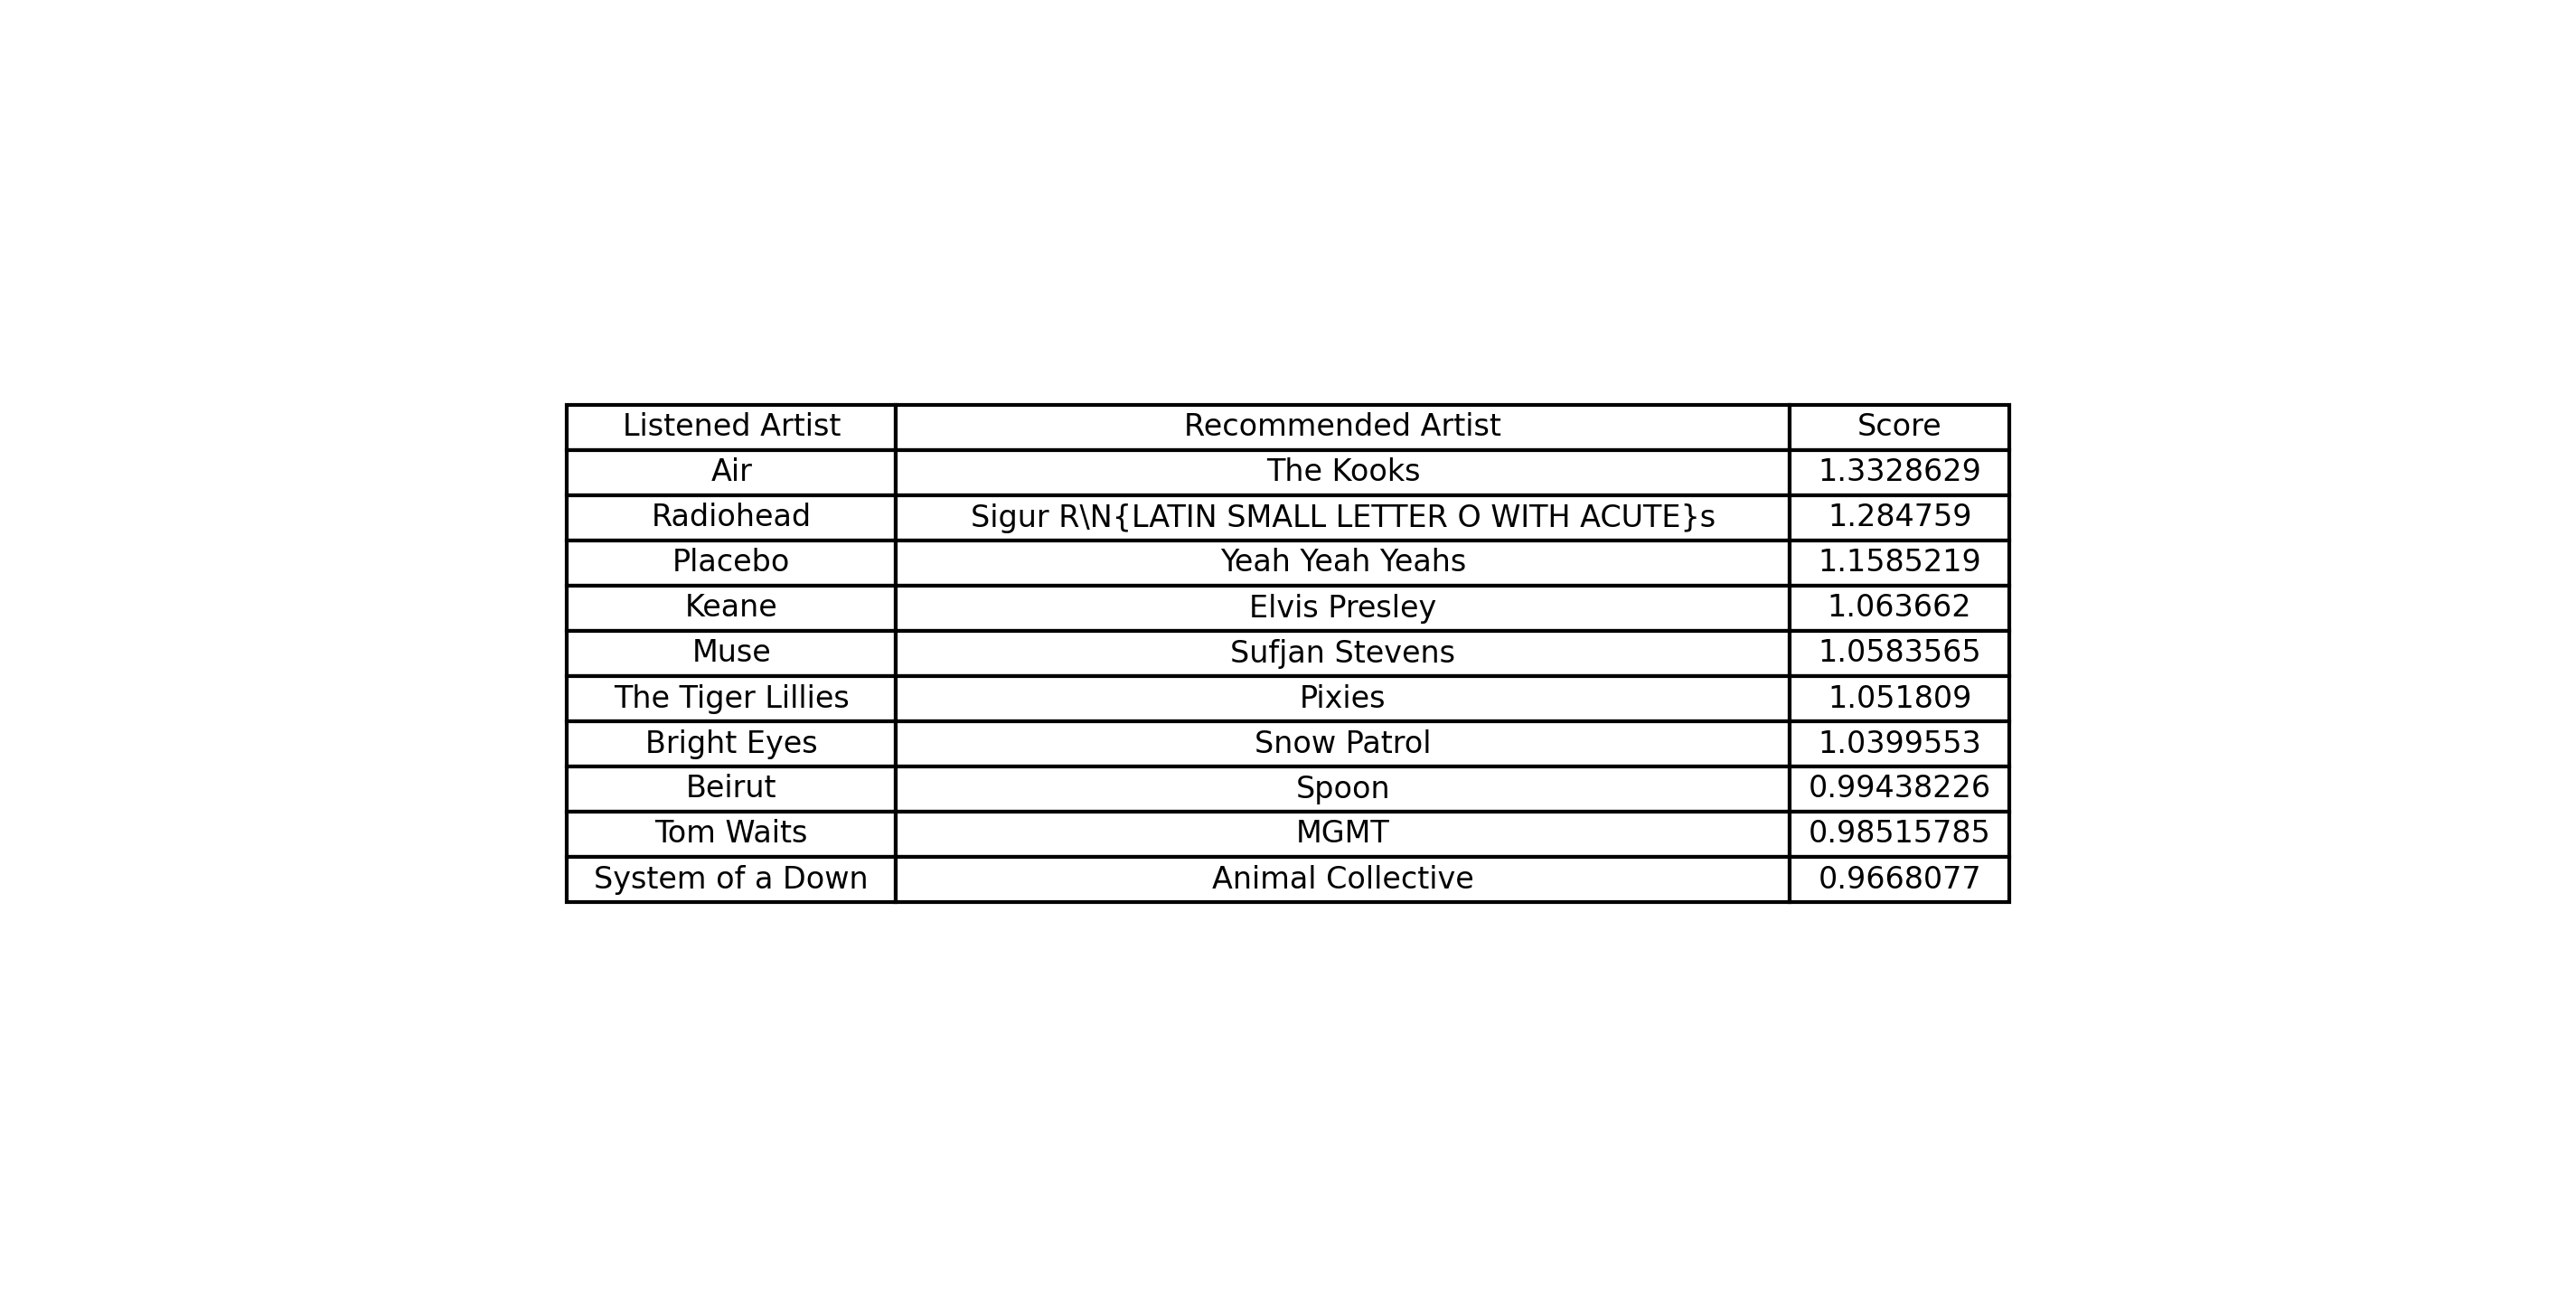 Listened Artist Recommended Artist Score
Air The Kooks 1.3328629
Radiohead Sigur R\N{LATIN SMALL LETTER O WITH ACUTE}s 1.284759
Placebo Yeah Yeah Yeahs 1.1585219
Keane Elvis Presley 1.063662
Muse Sufjan Stevens 1.0583565
The Tiger Lillies Pixies 1.051809
Bright Eyes Snow Patrol 1.0399553
Beirut Spoon 0.99438226
Tom Waits MGMT 0.98515785
System of a Down Animal Collective 0.9668077